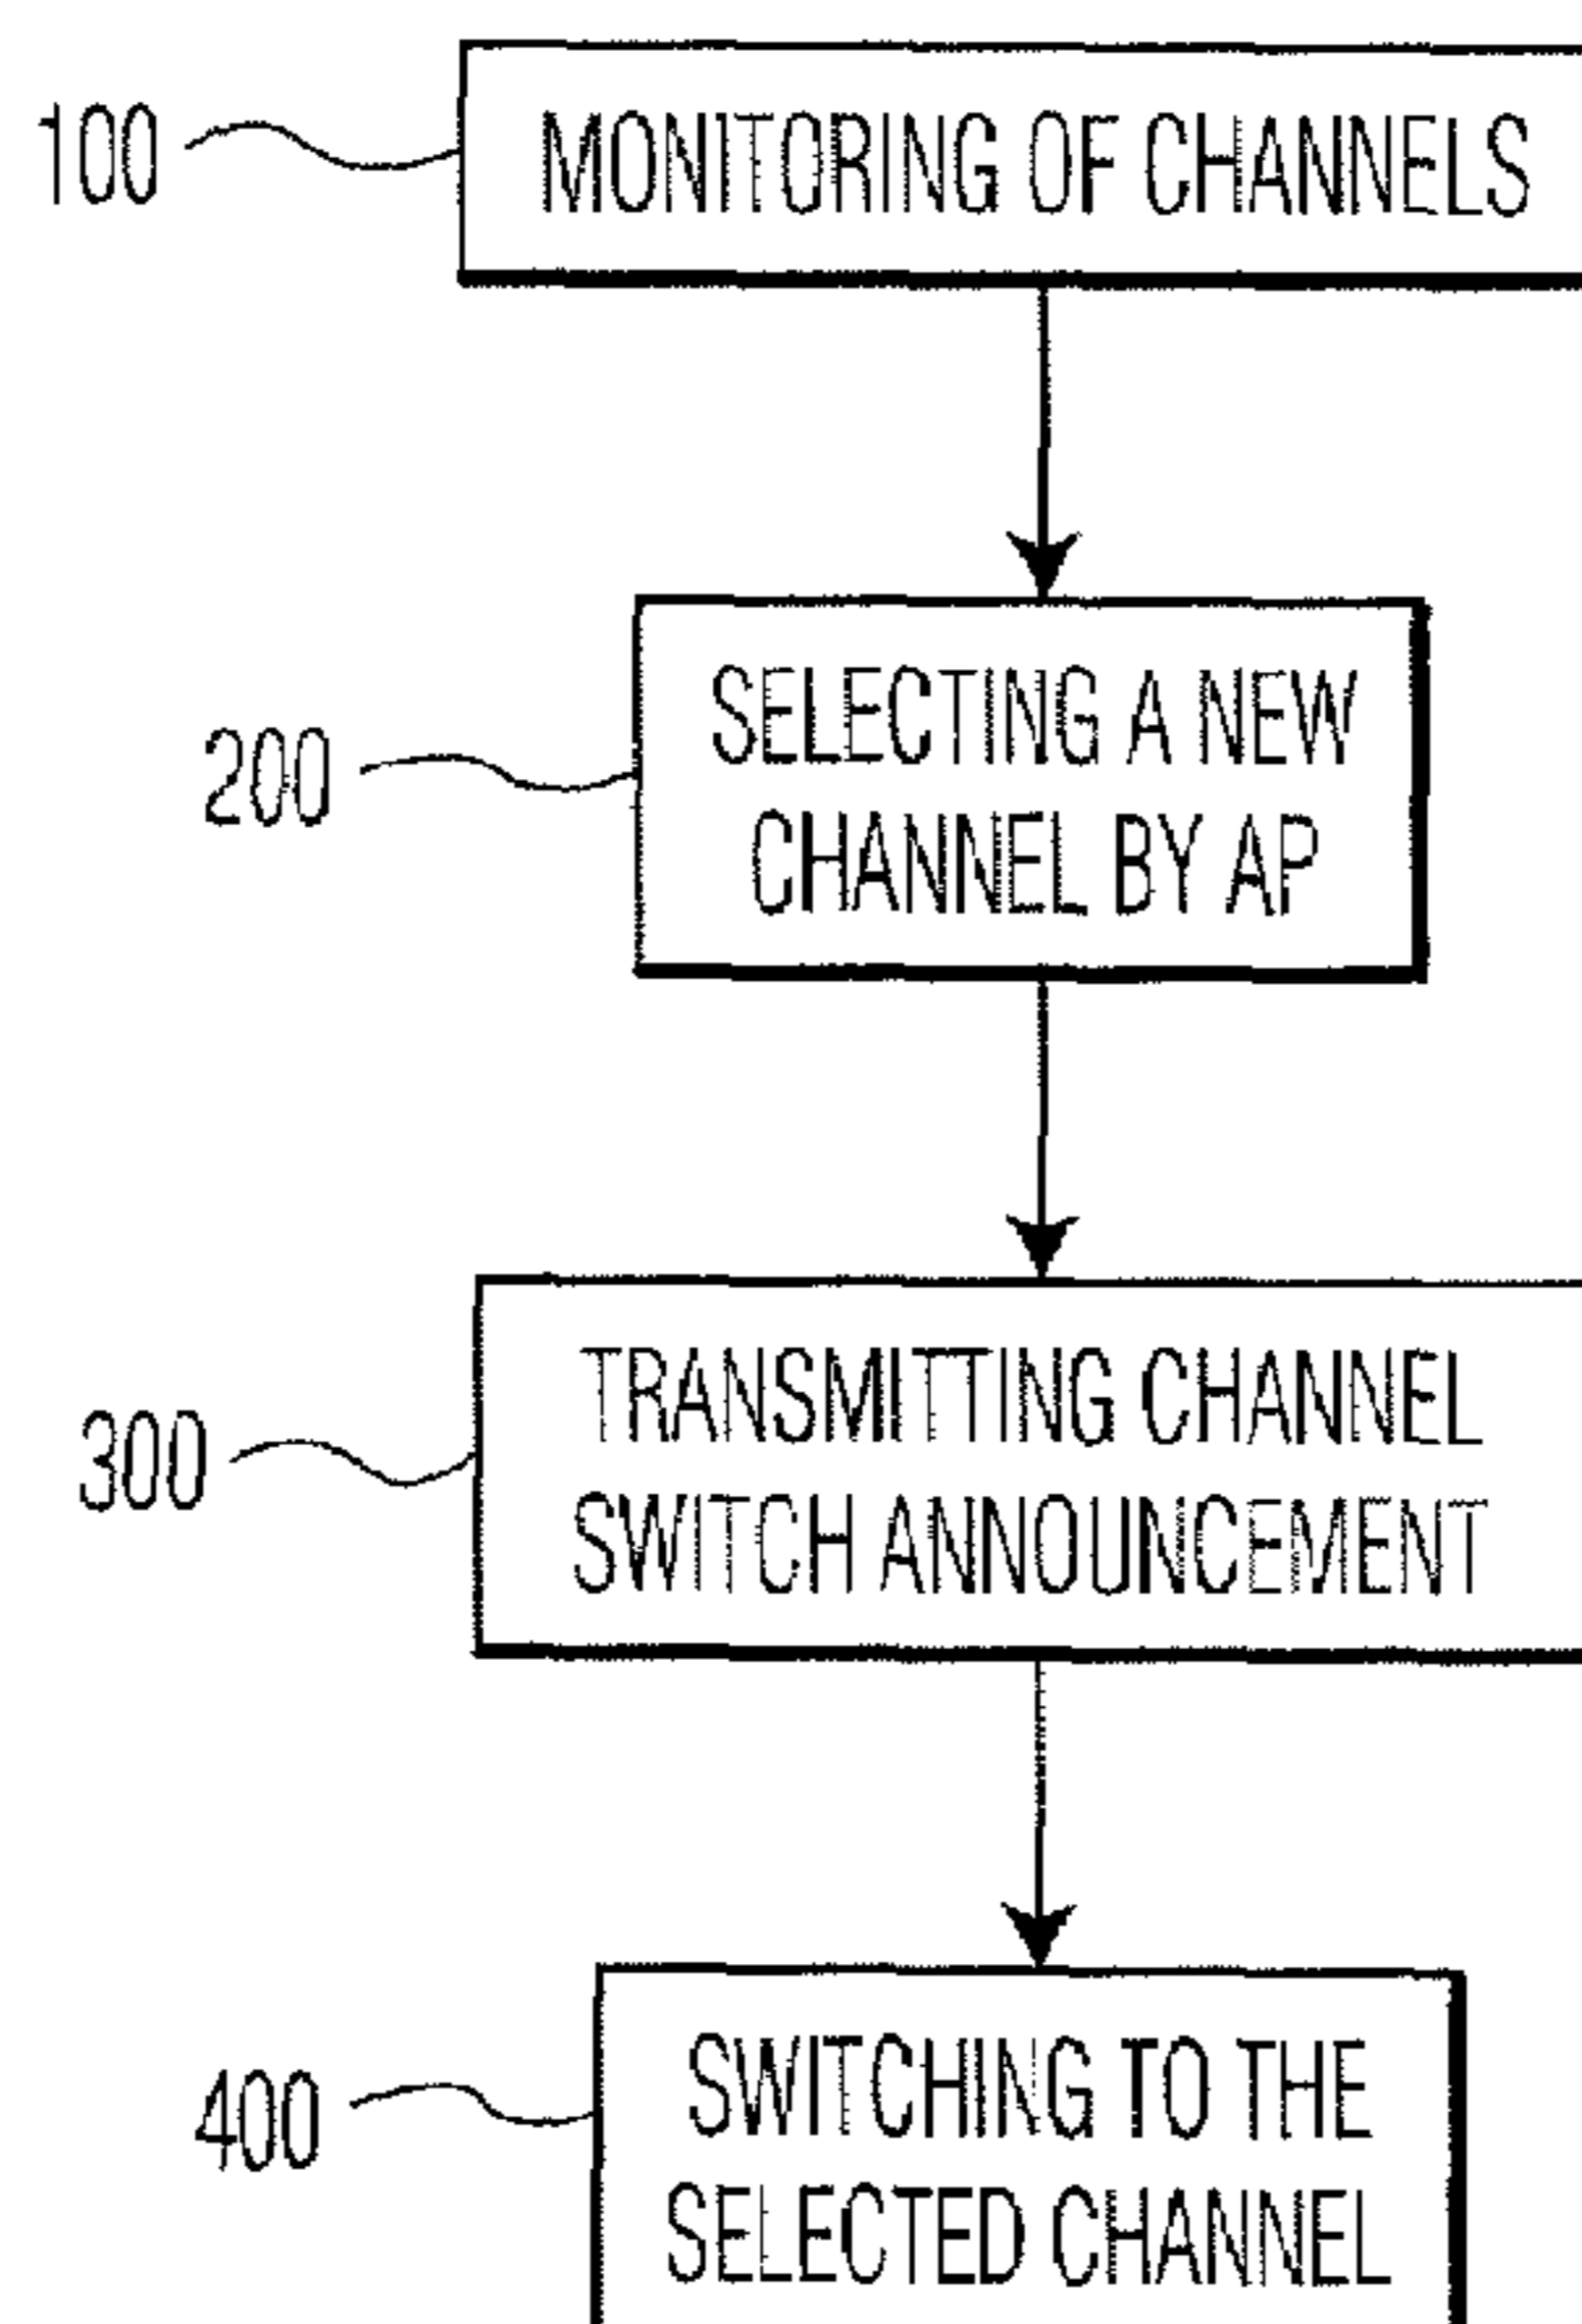 100 MONITORING OF CHANNELS
200 SELECTING A NEW
CHANNEL BY AP
300 TRANSMITTING CHANNEL
SWITCH ANNOUNCEMENT
400 SWITCHING TO THE
SELECTED CHANNEL